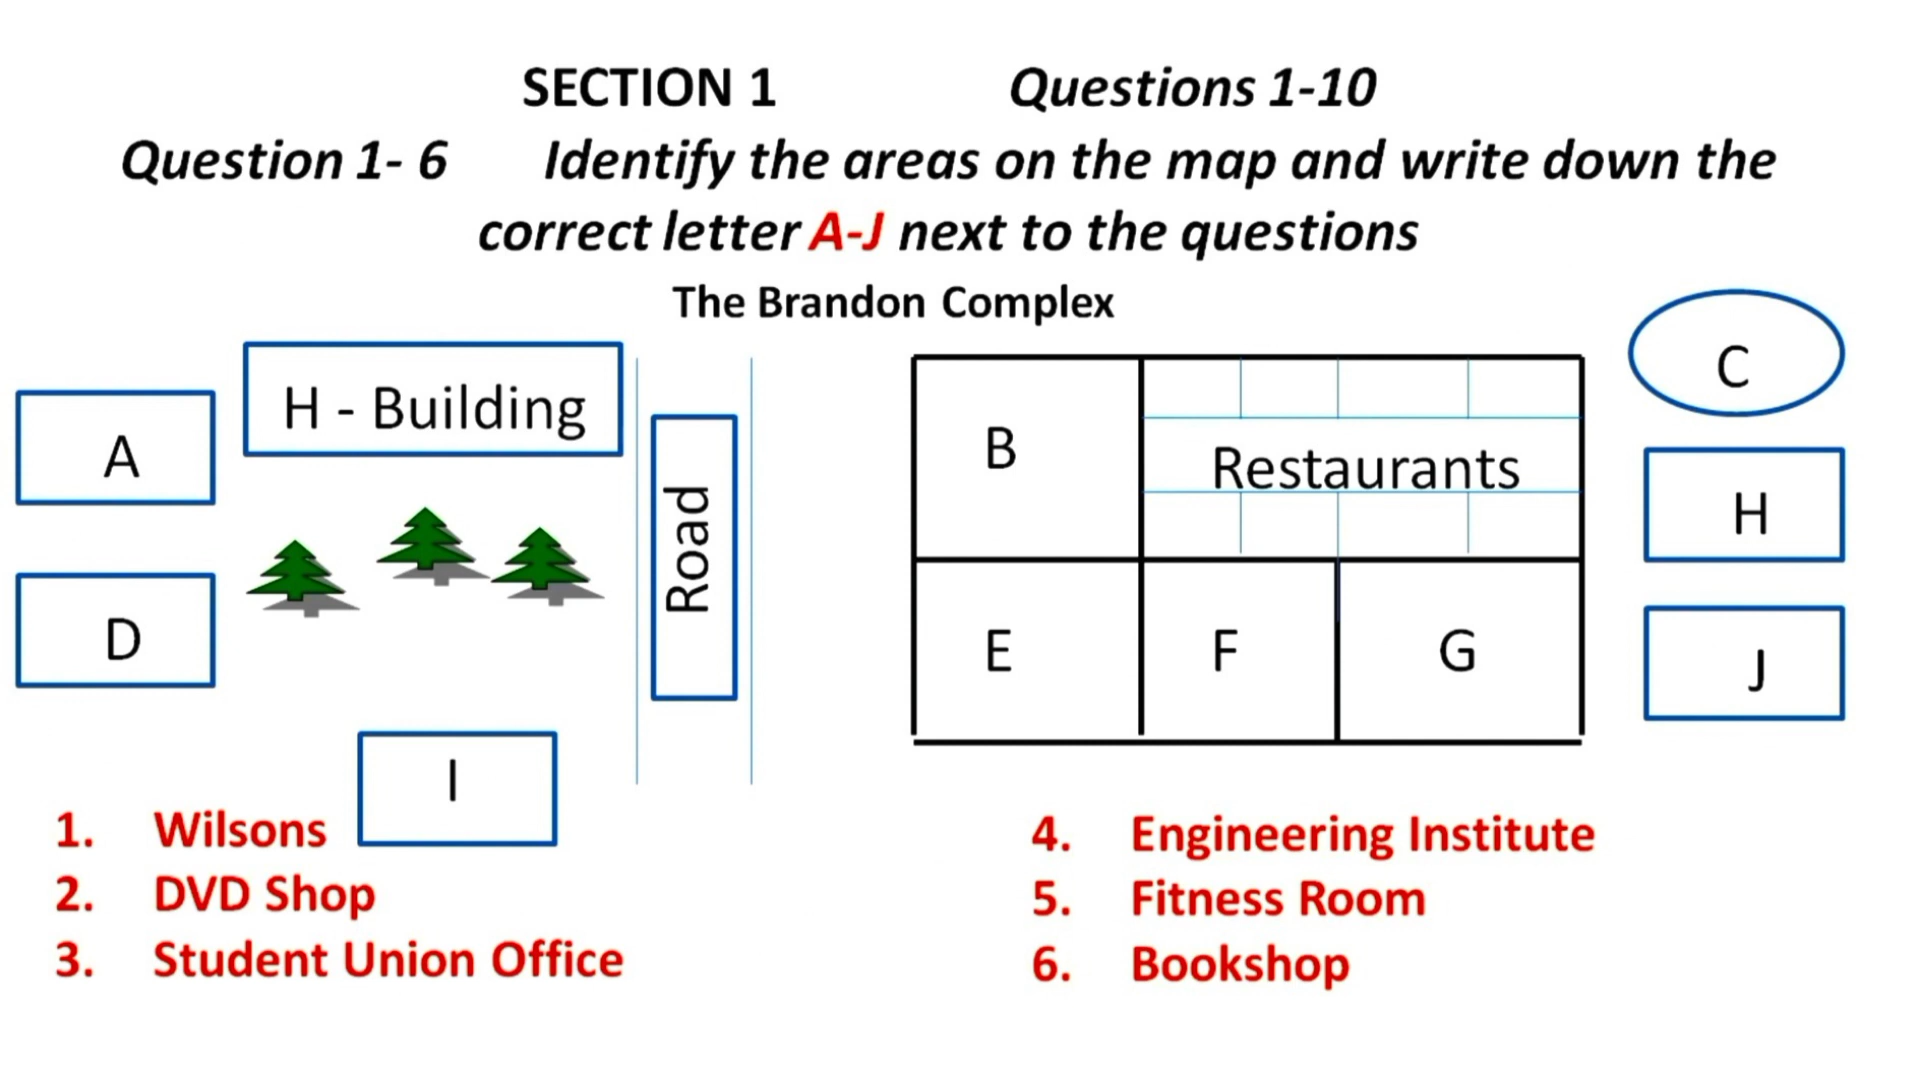 SECTION 1 Questions 1-10
Question 1- 6 Identify the areas on the map and write down the
correct letter A-J next to the questions
The Brandon Complex
A
H - Building
Road
D
I
B
Restaurants
E
F
G
C
H
J
1. Wilsons
2. DVD Shop
3. Student Union Office
4. Engineering Institute
5. Fitness Room
6. Bookshop